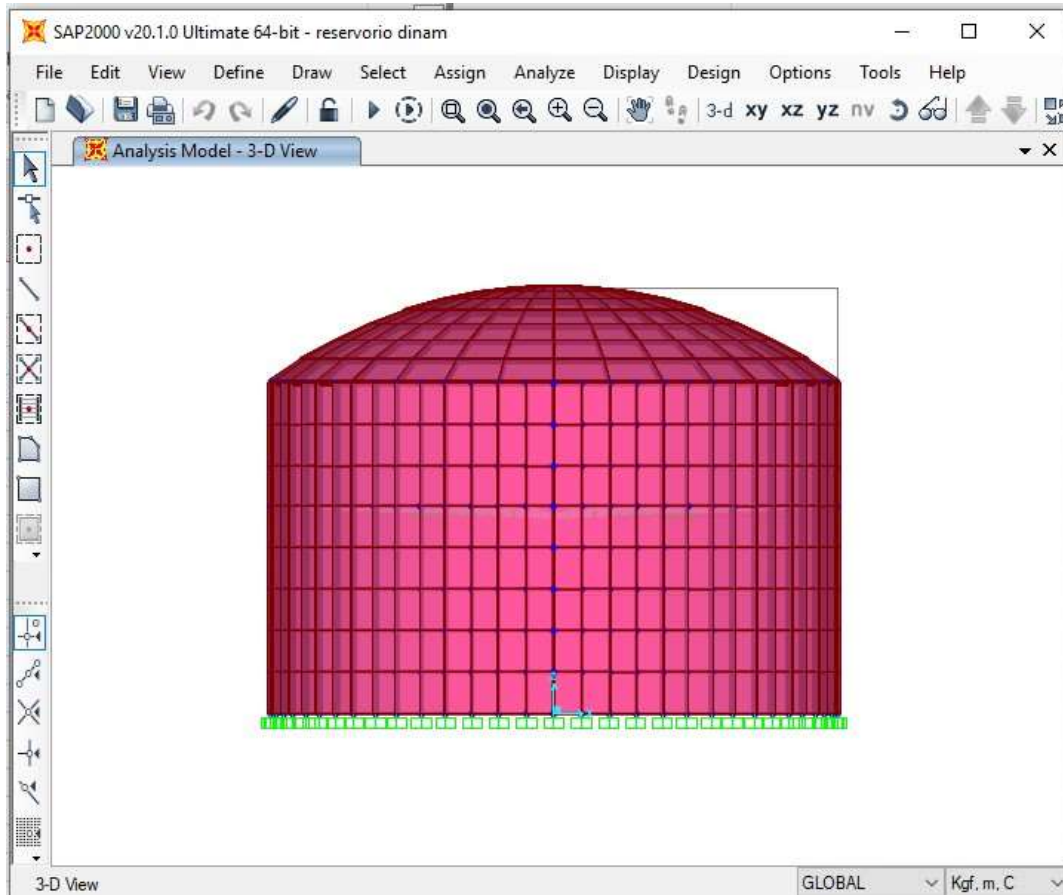 SAP2000 v20.1.0 Ultimate 64-bit - reservorio dinam
File Edit View Define Draw Select Assign Analyze Display Design Options Tools Help
3-d xy xz yz nv
Analysis Model - 3-D View
Z
X
3-D View GLOBAL Kgf, m, C